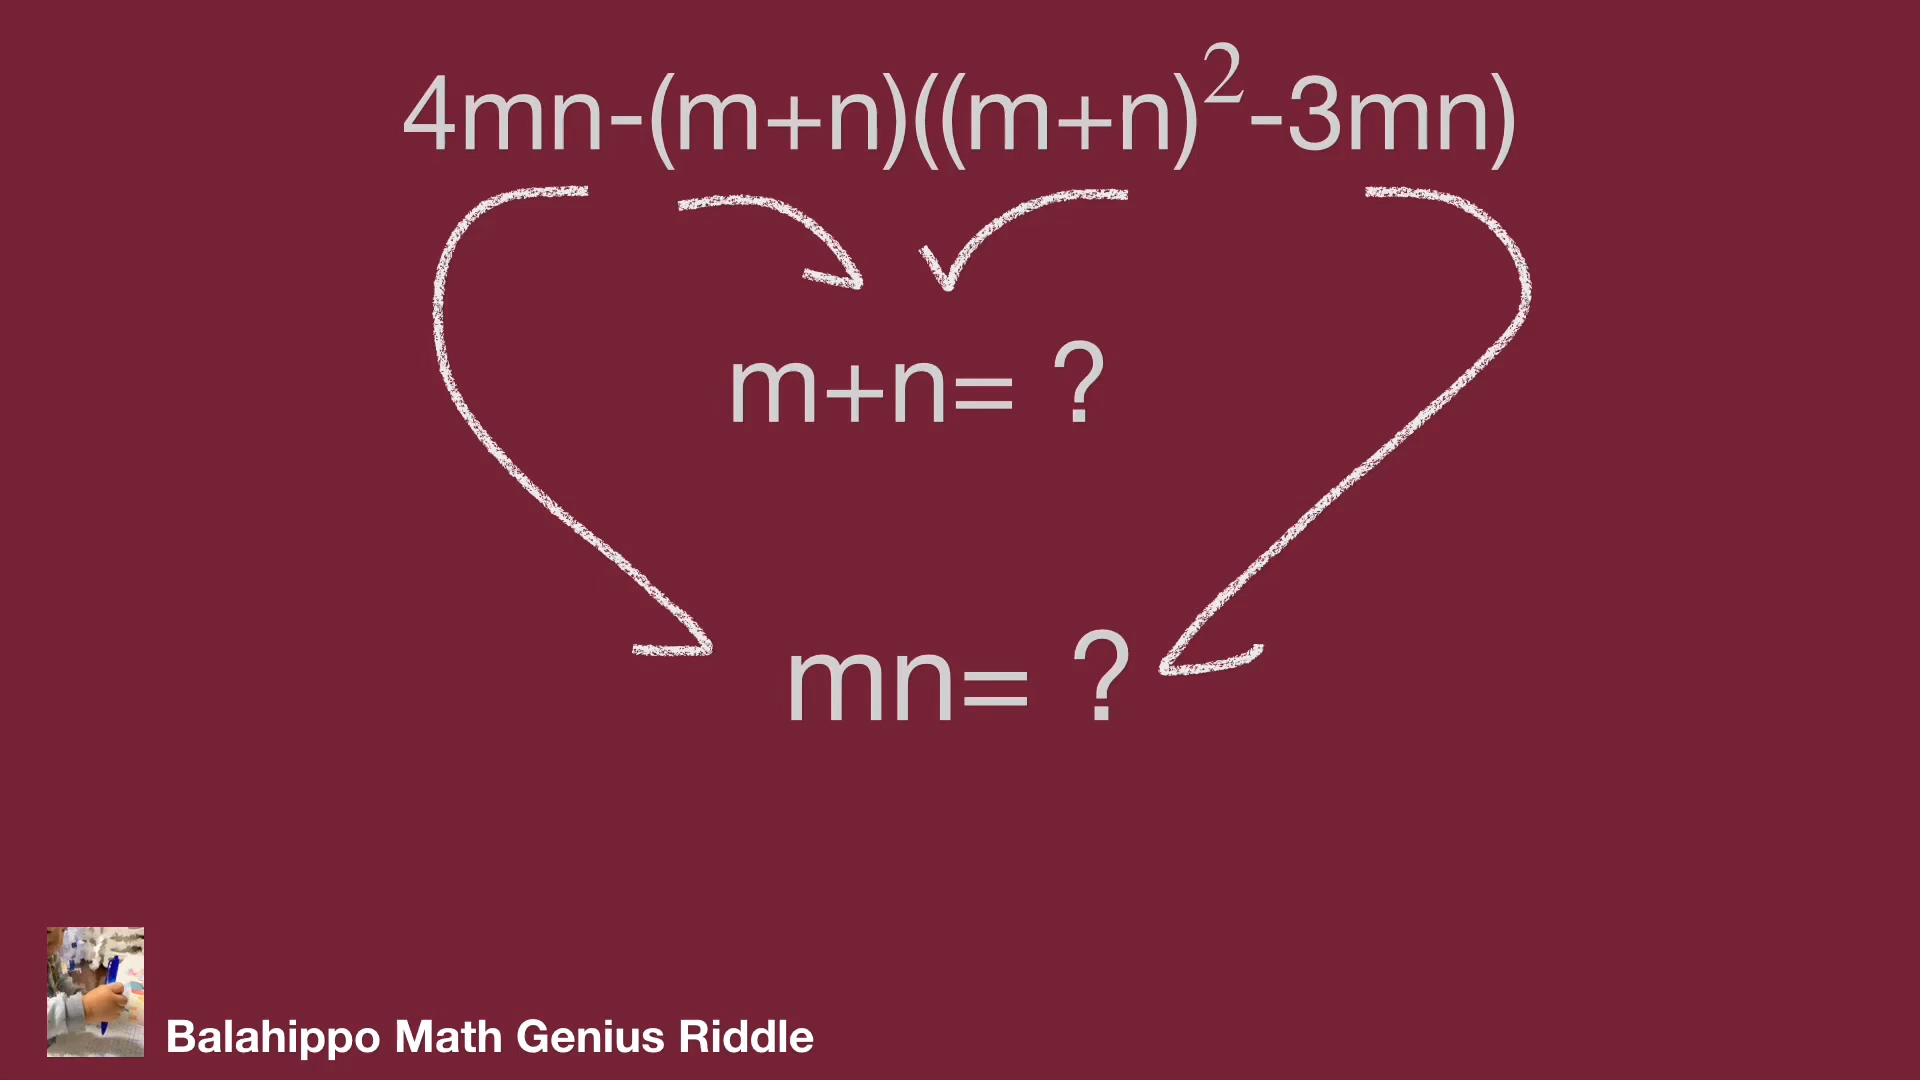 4mn-(m+n)((m+n)²-3mn)
m+n= ?
mn= ?
Balahippo Math Genius Riddle